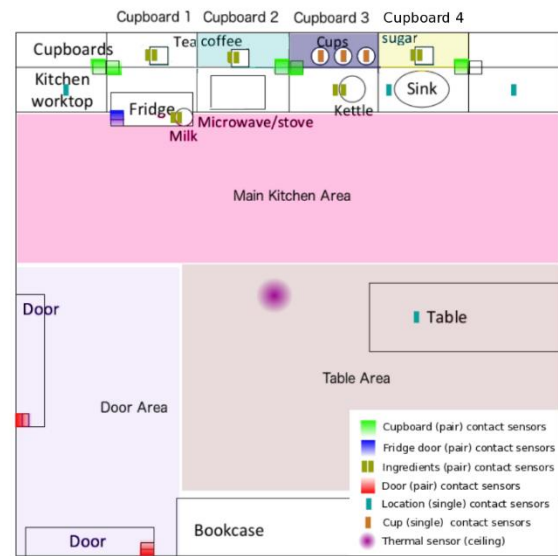 Cupboard 1 Cupboard 2 Cupboard 3 Cupboard 4
Cupboards
Tea coffee
Cups
sugar
Kitchen
worktop
Fridge
Milk
Microwave/stove
Kettle
Sink
Main Kitchen Area
Door
Table
Door Area
Table Area
Door
Bookcase
Cupboard (pair) contact sensors
Fridge door (pair) contact sensors
Ingredients (pair) contact sensors
Door (pair) contact sensors
Location (single) contact sensors
Cup (single) contact sensors
Thermal sensor (ceiling)